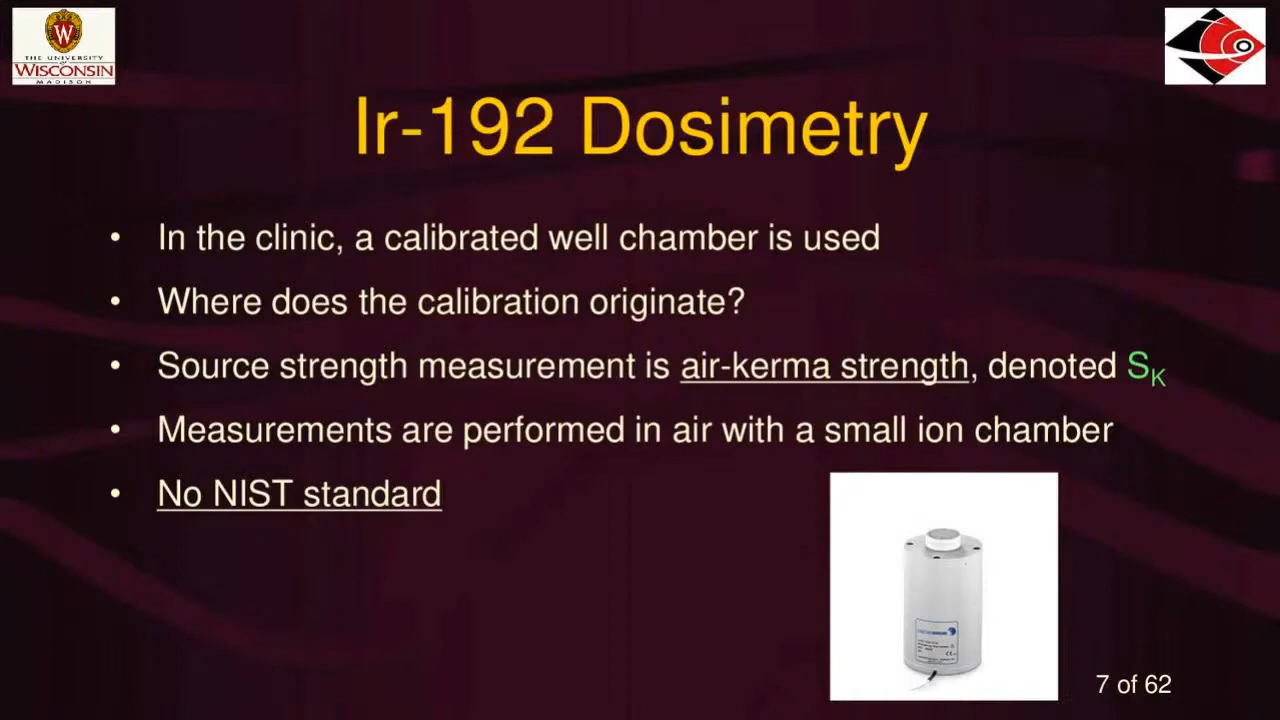 THE UNIVERSITY
of
WISCONSIN
MADISON
Ir-192 Dosimetry
• In the clinic, a calibrated well chamber is used
• Where does the calibration originate?
• Source strength measurement is air-kerma strength, denoted SK
• Measurements are performed in air with a small ion chamber
• No NIST standard
7 of 62